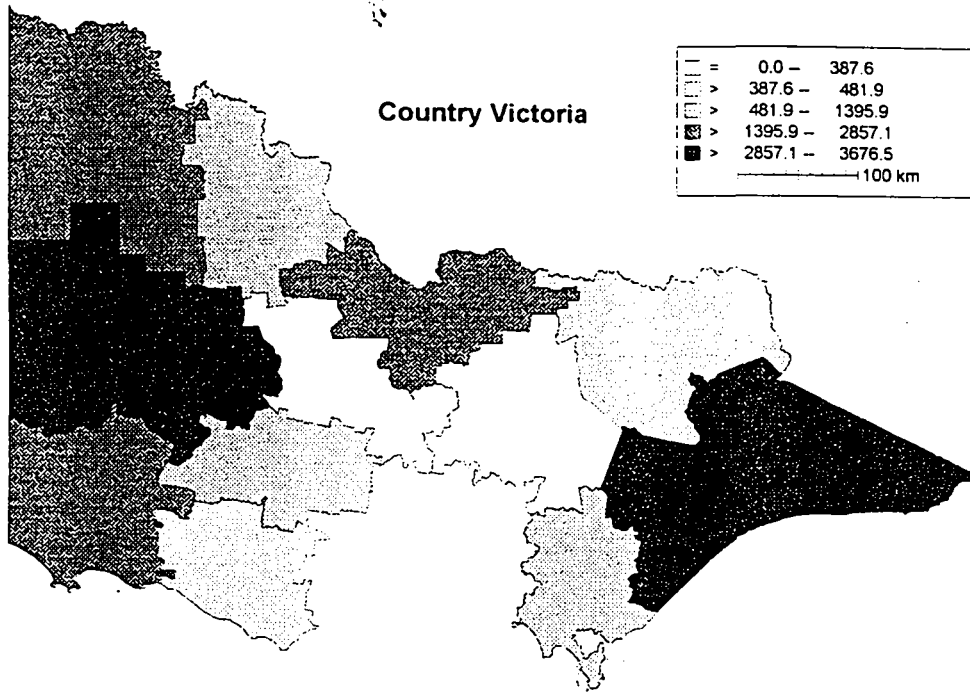 Country Victoria
= 0.0 – 387.6
> 387.6 – 481.9
> 481.9 – 1395.9
> 1395.9 – 2857.1
> 2857.1 – 3676.5
100 km